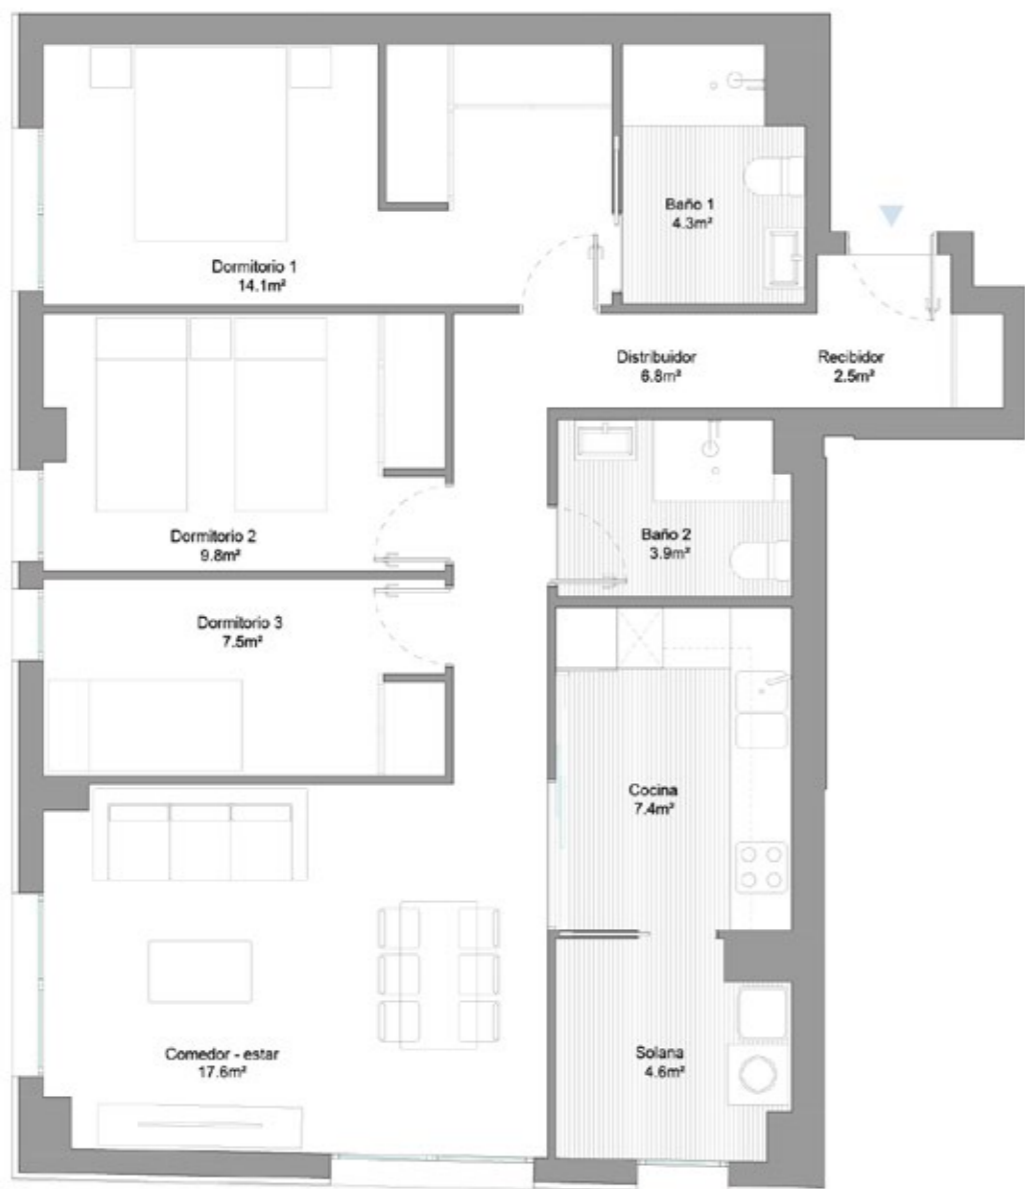 Baño 1
4.3m²
Dormitorio 1
14.1m²
Distribuidor
6.8m²
Recibidor
2.5m²
Dormitorio 2
9.8m²
Baño 2
3.9m²
Dormitorio 3
7.5m²
Cocina
7.4m²
Comedor - estar
17.6m²
Solana
4.6m²